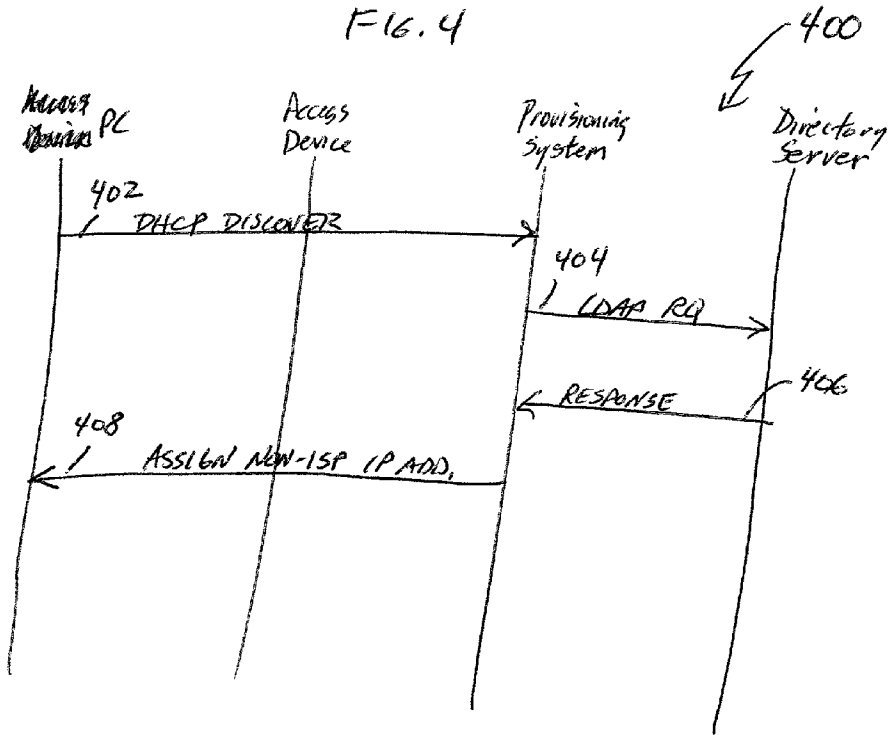 FIG. 4
400
PC
Access
Device
Provisioning
System
Directory
Server
402
DHCP DISCOVER
404
LDAP RQ
406
RESPONSE
408
ASSIGN NON-ISP IP ADD.